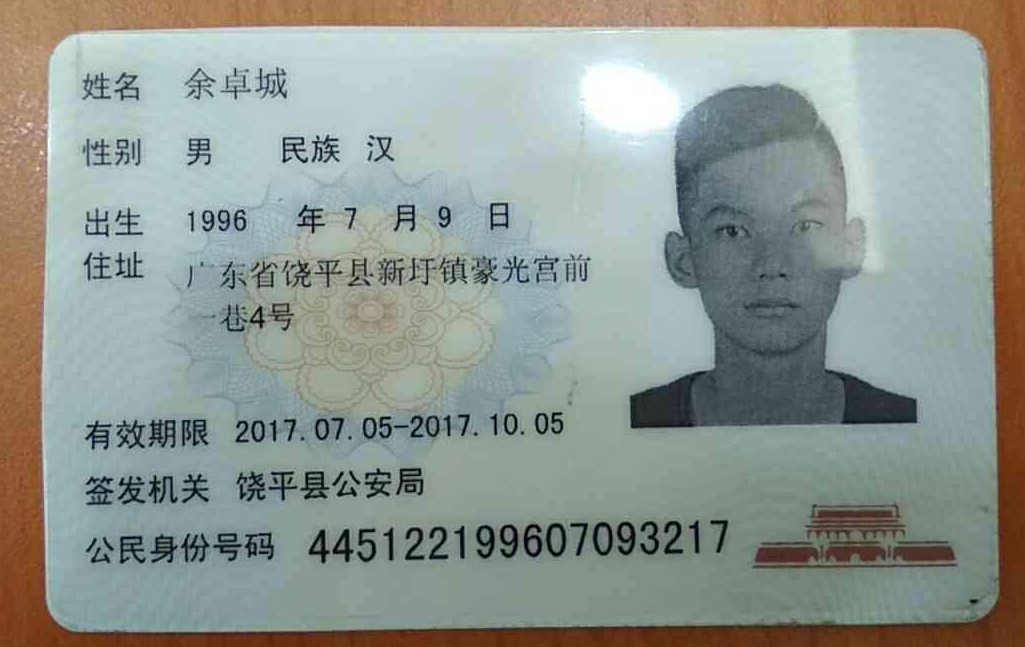 姓名 余卓城
性别 男 民族 汉
出生 1996 年 7 月 9 日
住址 广东省饶平县新圩镇豪光宫前
一巷4号
有效期限 2017.07.05-2017.10.05
签发机关 饶平县公安局
公民身份号码 445122199607093217